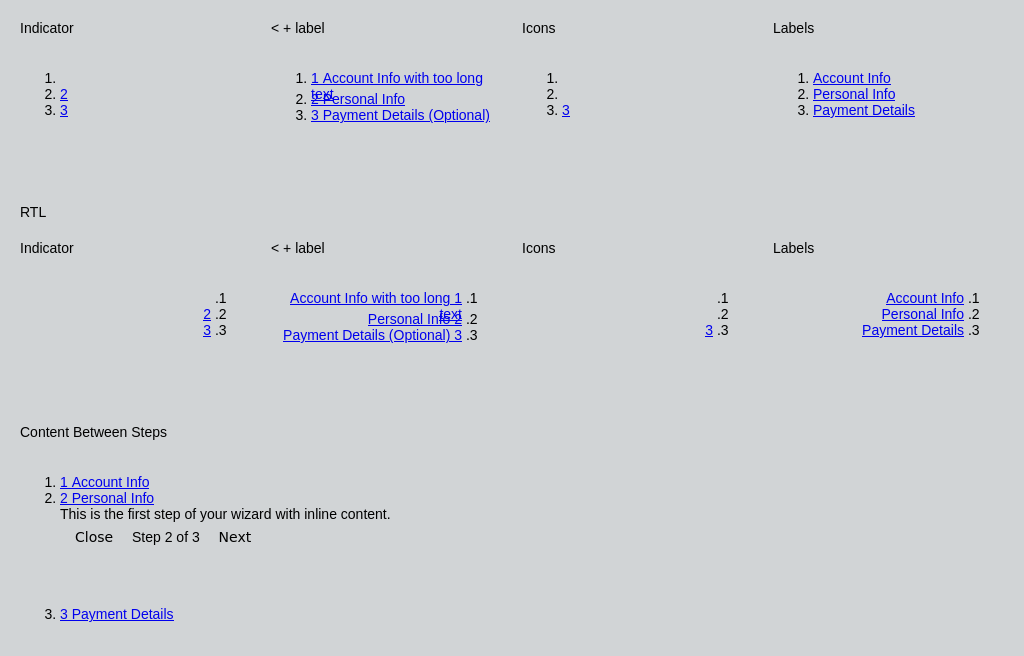 Indicator
< + label
Icons
Labels
1.
2. 2
3. 3
1. 1 Account Info with too long
text
2. 2 Personal Info
3. 3 Payment Details (Optional)
1.
2.
3. 3
1. Account Info
2. Personal Info
3. Payment Details
RTL
Indicator
< + label
Icons
Labels
.1
2 .2
3 .3
Account Info with too long 1 .1
text
Personal Info 2 .2
Payment Details (Optional) 3 .3
.1
.2
3 .3
Account Info .1
Personal Info .2
Payment Details .3
Content Between Steps
1. 1 Account Info
2. 2 Personal Info
This is the first step of your wizard with inline content.
Close Step 2 of 3 Next
3. 3 Payment Details